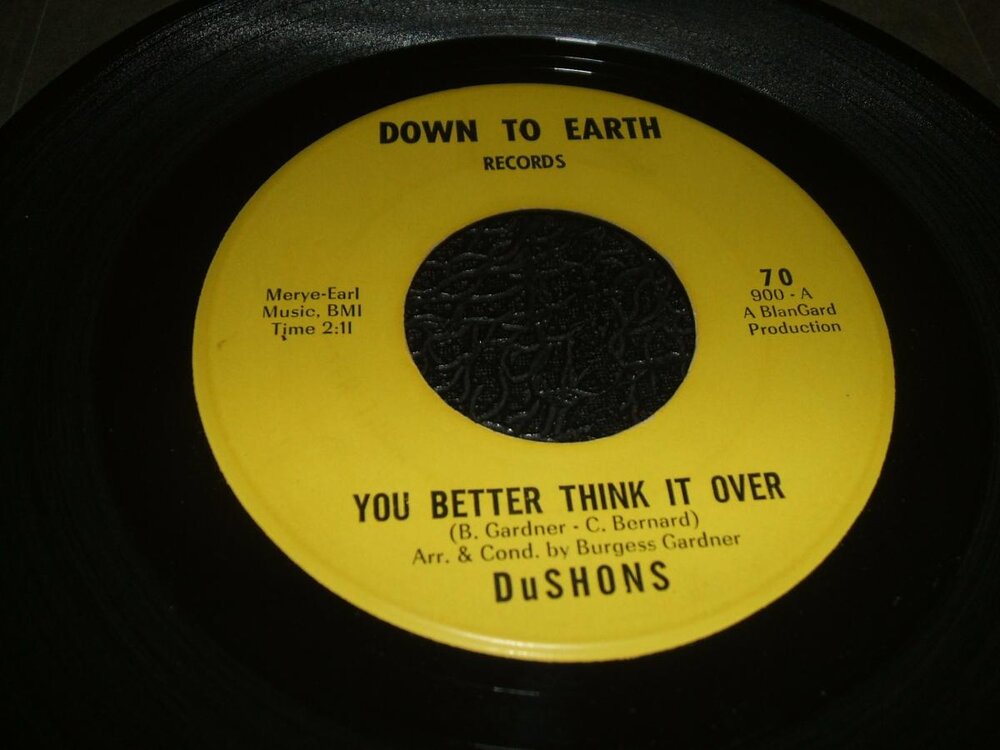 DOWN TO EARTH
RECORDS
Merye-Earl
Music, BMI
Time 2:11
70
900 - A
A BlanGard
Production
YOU BETTER THINK IT OVER
(B. Gardner - C. Bernard)
Arr. & Cond. by Burgess Gardner
DuSHONS